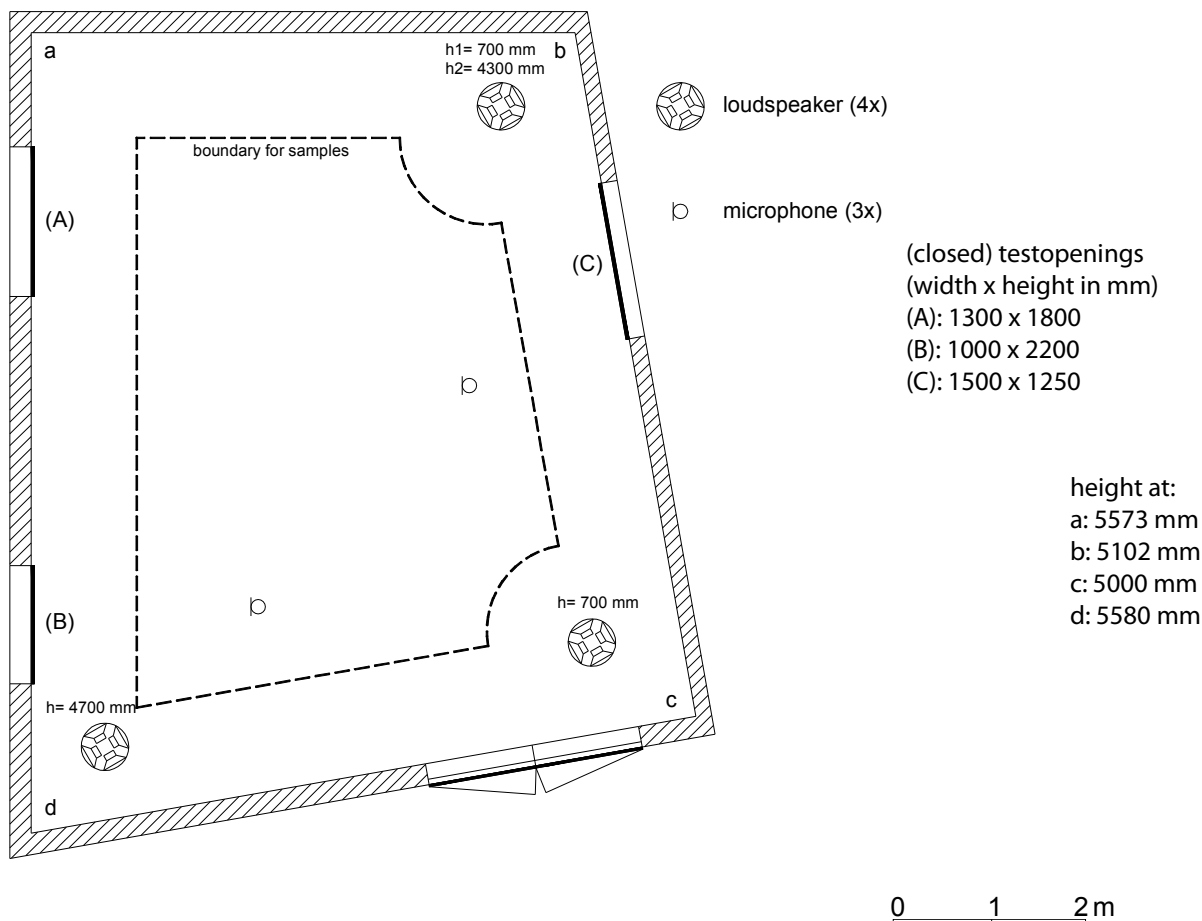 a
h1= 700 mm
h2= 4300 mm
b
loudspeaker (4x)
boundary for samples
(A)
microphone (3x)
(C)
(closed) testopenings
(width x height in mm)
(A): 1300 x 1800
(B): 1000 x 2200
(C): 1500 x 1250
height at:
a: 5573 mm
b: 5102 mm
c: 5000 mm
d: 5580 mm
h= 700 mm
(B)
h= 4700 mm
c
d
0 1 2 m